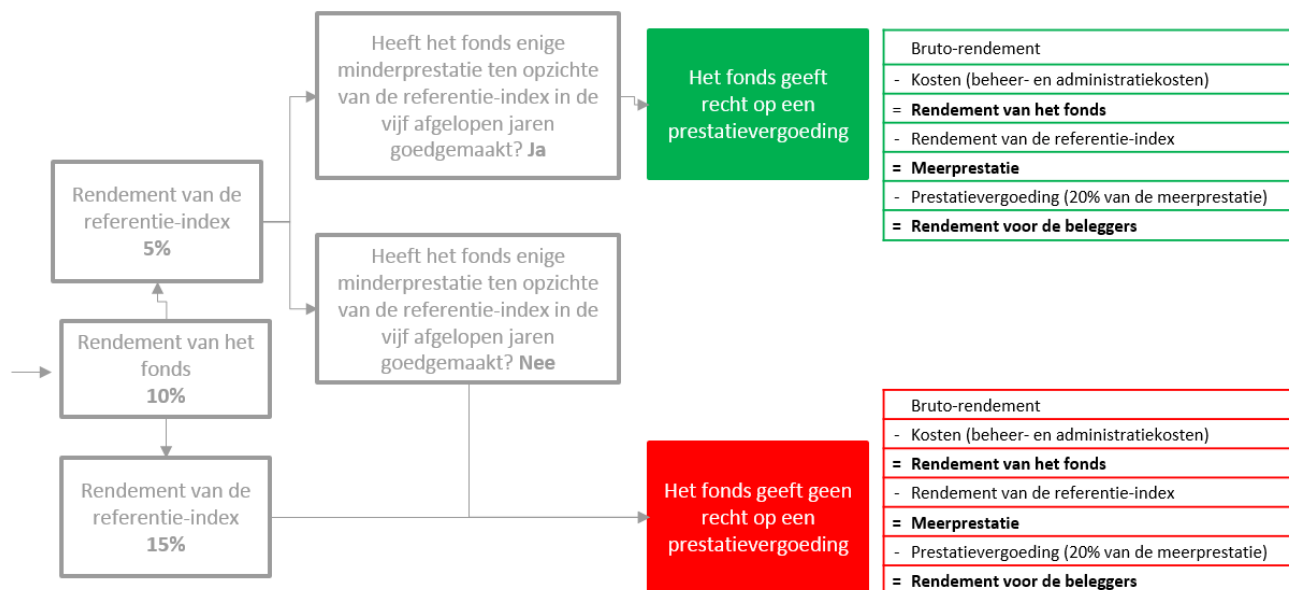 Heeft het fonds enige
minderprestatie ten opzichte
van de referentie-index in de
vijf afgelopen jaren
goedgemaakt? Ja
Het fonds geeft
recht op een
prestatievergoeding
Bruto-rendement
- Kosten (beheer- en administratiekosten)
= Rendement van het fonds
- Rendement van de referentie-index
= Meerprestatie
- Prestatievergoeding (20% van de meerprestatie)
= Rendement voor de beleggers
Rendement van de
referentie-index
5%
Heeft het fonds enige
minderprestatie ten opzichte
van de referentie-index in de
vijf afgelopen jaren
goedgemaakt? Nee
Rendement van het
fonds
10%
Rendement van de
referentie-index
15%
Het fonds geeft geen
recht op een
prestatievergoeding
Bruto-rendement
- Kosten (beheer- en administratiekosten)
= Rendement van het fonds
- Rendement van de referentie-index
= Meerprestatie
- Prestatievergoeding (20% van de meerprestatie)
= Rendement voor de beleggers